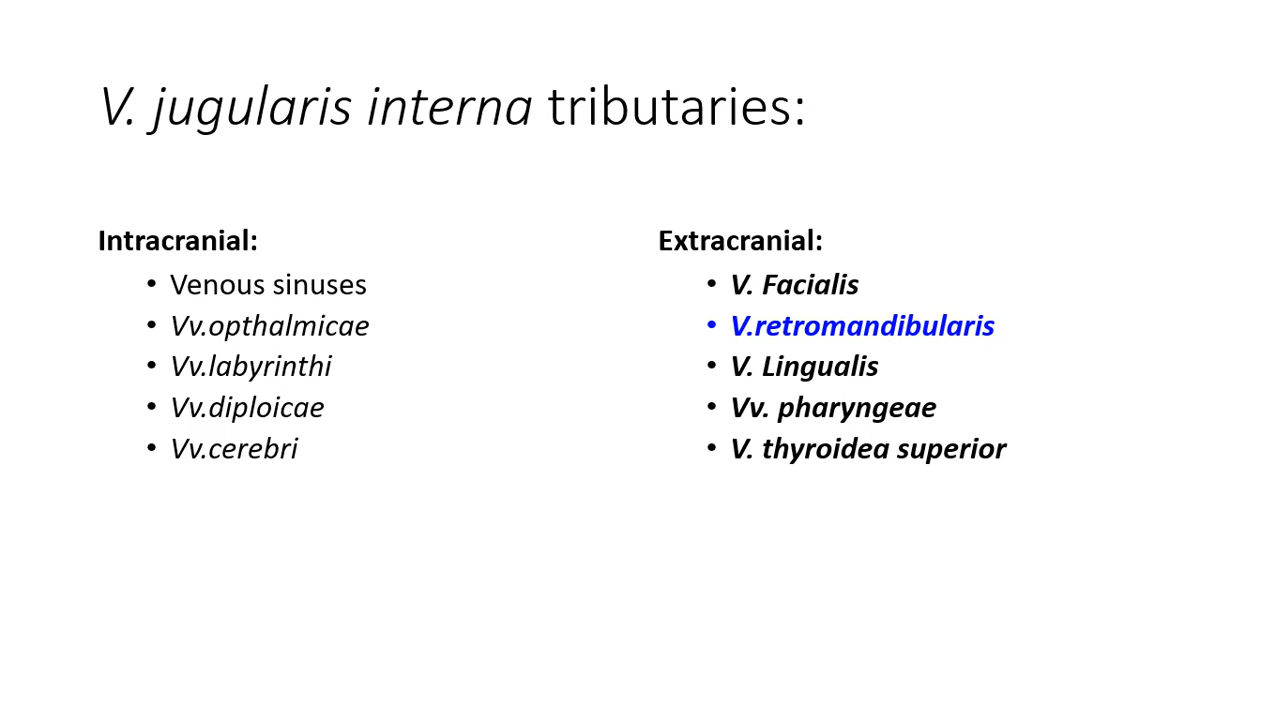 V. jugularis interna tributaries:
Intracranial:
• Venous sinuses
• Vv.opthalmicae
• Vv.labyrinthi
• Vv.diploicae
• Vv.cerebri
Extracranial:
• V. Facialis
• V.retromandibularis
• V. Lingualis
• Vv. pharyngeae
• V. thyroidea superior